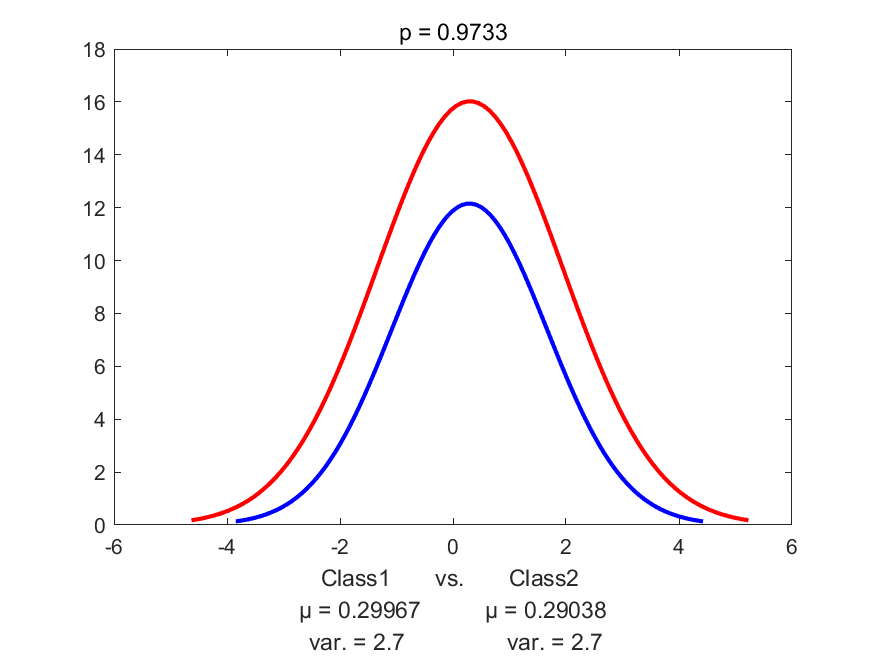 p = 0.9733
18
16
14
12
10
8
6
4
2
0
-6 -4 -2 0 2 4 6
Class1 vs. Class2
μ = 0.29967 μ = 0.29038
var. = 2.7 var. = 2.7